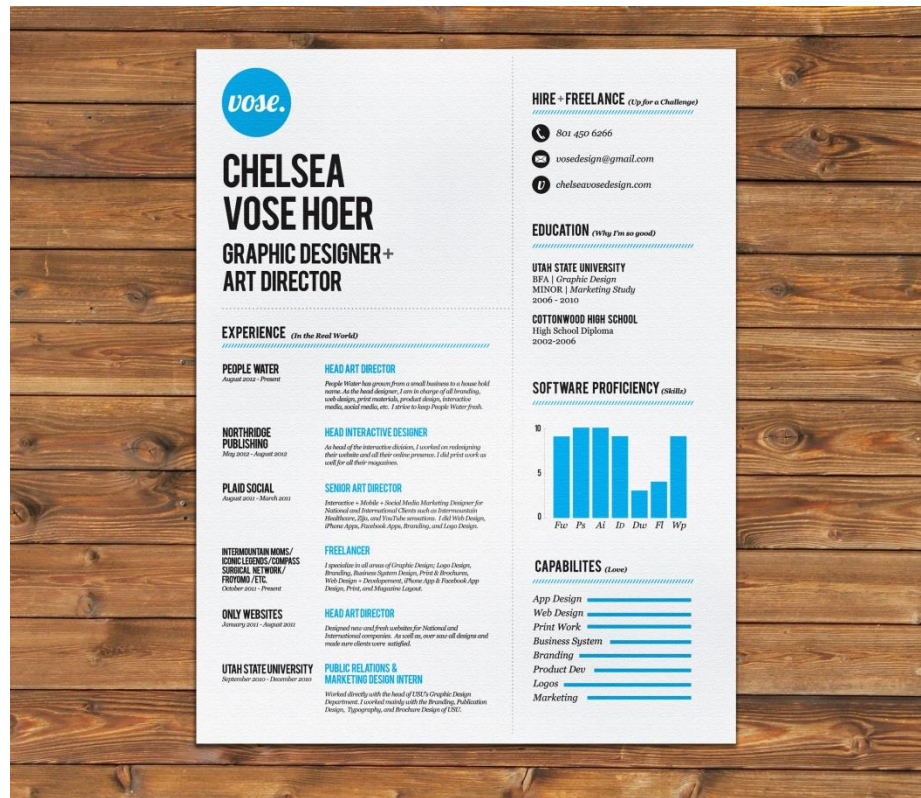 vose.
CHELSEA
VOSE HOER
GRAPHIC DESIGNER+
ART DIRECTOR
EXPERIENCE (In the Real World)
PEOPLE WATER
August 2012 - Present
HEAD ART DIRECTOR
People Water has grown from a small business to a house hold
name. As the head designer, I am in charge of all branding,
web design, print materials, product design, interactive
media, social media, etc. I strive to keep People Water fresh.
NORTHRIDGE
PUBLISHING
May 2012 - August 2012
HEAD INTERACTIVE DESIGNER
As head of the interactive division, I worked on redesigning
their website and all their online presence. I did print work as
well for all their magazines.
PLAID SOCIAL
August 2011 - March 2011
SENIOR ART DIRECTOR
Interactive + Mobile + Social Media Marketing Designer for
National and International Clients such as Intermountain
Healthcare, Zija, and YouTube sensations. I did Web Design,
iPhone Apps, Facebook Apps, Branding, and Logo Design.
INTERMOUNTAIN MOMS/
ICONIC LEGENDS/COMPASS
SURGICAL NETWORK/
FROYOMO /ETC.
October 2011 - Present
FREELANCER
I specialize in all areas of Graphic Design; Logo Design,
Branding, Business System Design, Print & Brochures,
Web Design + Developement, iPhone App & Facebook App
Design, Print, and Magazine Layout.
ONLY WEBSITES
January 2011 - August 2011
HEAD ART DIRECTOR
Designed new and fresh websites for National and
International companies. As well as, over saw all designs and
made sure clients were satisfied.
UTAH STATE UNIVERSITY
September 2010 - December 2010
PUBLIC RELATIONS &
MARKETING DESIGN INTERN
Worked directly with the head of USU's Graphic Design
Department. I worked mainly with the Branding, Publication
Design, Typography, and Brochure Design of USU.
HIRE + FREELANCE (Up for a Challenge)
801 450 6266
vosedesign@gmail.com
v chelseavosedesign.com
EDUCATION (Why I'm so good)
UTAH STATE UNIVERSITY
BFA | Graphic Design
MINOR | Marketing Study
2006 - 2010
COTTONWOOD HIGH SCHOOL
High School Diploma
2002-2006
SOFTWARE PROFICIENCY (Skillz)
10
5
0
Fw Ps Ai ID Dw Fl Wp
CAPABILITES (Love)
App Design
Web Design
Print Work
Business System
Branding
Product Dev
Logos
Marketing